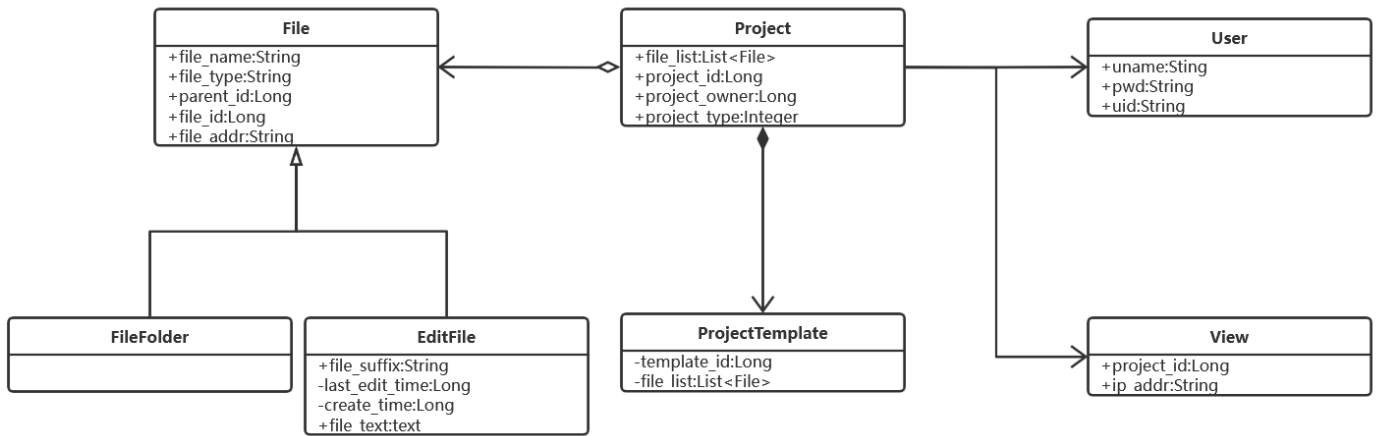 File
+file_name:String
+file_type:String
+parent_id:Long
+file_id:Long
+file_addr:String
Project
+file_list:List<File>
+project_id:Long
+project_owner:Long
+project_type:Integer
User
+uname:Sting
+pwd:String
+uid:String
FileFolder
EditFile
+file_suffix:String
-last_edit_time:Long
-create_time:Long
+file_text:text
ProjectTemplate
-template_id:Long
-file_list:List<File>
View
+project_id:Long
+ip_addr:String